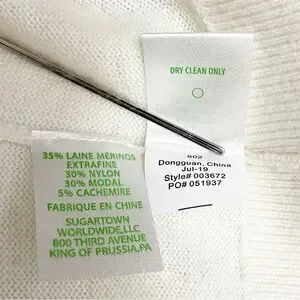 DRY CLEAN ONLY
602
Dongguan, China
Jul-19
Style# 003672
PO# 051937
35% LAINE MÉRINOS
EXTRAFINE
30% NYLON
30% MODAL
5% CACHEMIRE
FABRIQUE EN CHINE
SUGARTOWN
WORLDWIDE,LLC
800 THIRD AVENUE
KING OF PRUSSIA,PA